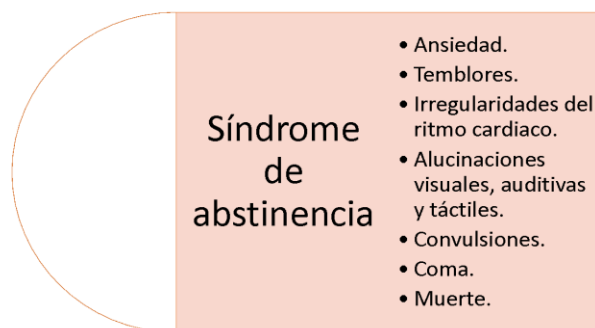 Síndrome
de
abstinencia
• Ansiedad.
• Temblores.
• Irregularidades del
ritmo cardiaco.
• Alucinaciones
visuales, auditivas
y táctiles.
• Convulsiones.
• Coma.
• Muerte.